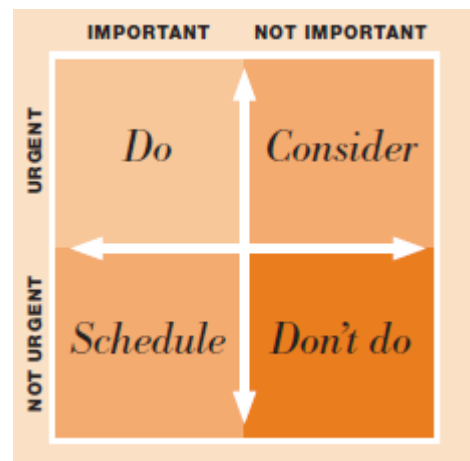 IMPORTANT NOT IMPORTANT
URGENT
Do Consider
NOT URGENT
Schedule Don't do